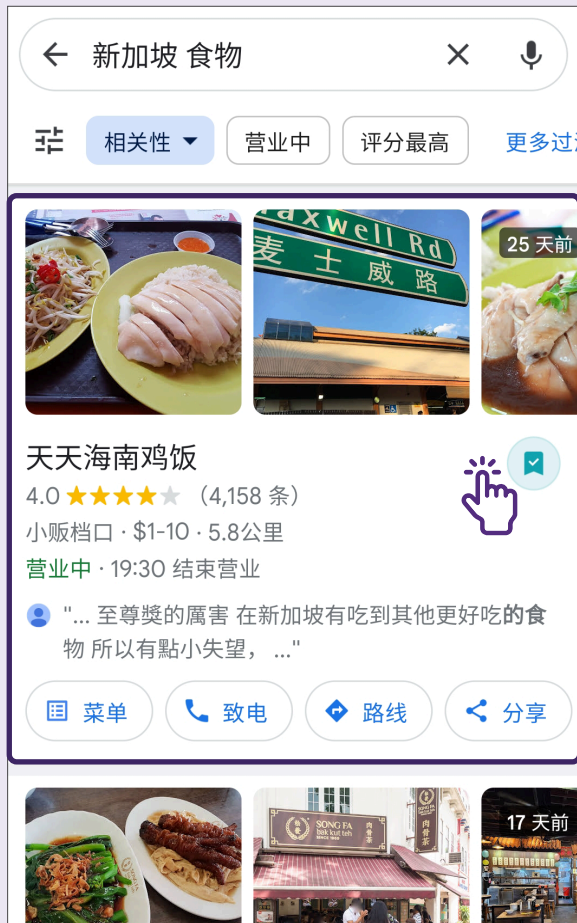 新加坡 食物
相关性
营业中
评分最高
更多过
axwell Rd
麦士威路
25 天前
天天海南鸡饭
4.0
（4,158 条）
小贩档口 · $1-10 · 5.8公里
营业中 · 19:30 结束营业
"... 至尊獎的厲害 在新加坡有吃到其他更好吃的食
物 所以有點小失望， ..."
菜单
致电
路线
分享
SONG FA
bak kut teh
SINCE 1969
肉骨茶
肉骨茶
17 天前